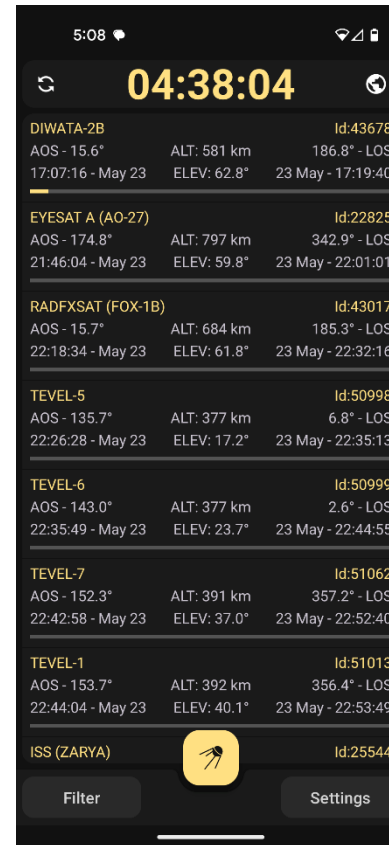 5:08
04:38:04
DIWATA-2B Id:43678
AOS - 15.6° ALT: 581 km 186.8° - LOS
17:07:16 - May 23 ELEV: 62.8° 23 May - 17:19:40
EYESAT A (AO-27) Id:22825
AOS - 174.8° ALT: 797 km 342.9° - LOS
21:46:04 - May 23 ELEV: 59.8° 23 May - 22:01:01
RADFXSAT (FOX-1B) Id:43017
AOS - 15.7° ALT: 684 km 185.3° - LOS
22:18:34 - May 23 ELEV: 61.8° 23 May - 22:32:16
TEVEL-5 Id:50998
AOS - 135.7° ALT: 377 km 6.8° - LOS
22:26:28 - May 23 ELEV: 17.2° 23 May - 22:35:13
TEVEL-6 Id:50999
AOS - 143.0° ALT: 377 km 2.6° - LOS
22:35:49 - May 23 ELEV: 23.7° 23 May - 22:44:55
TEVEL-7 Id:51062
AOS - 152.3° ALT: 391 km 357.2° - LOS
22:42:58 - May 23 ELEV: 37.0° 23 May - 22:52:40
TEVEL-1 Id:51013
AOS - 153.7° ALT: 392 km 356.4° - LOS
22:44:04 - May 23 ELEV: 40.1° 23 May - 22:53:49
ISS (ZARYA) Id:25544
Filter Settings